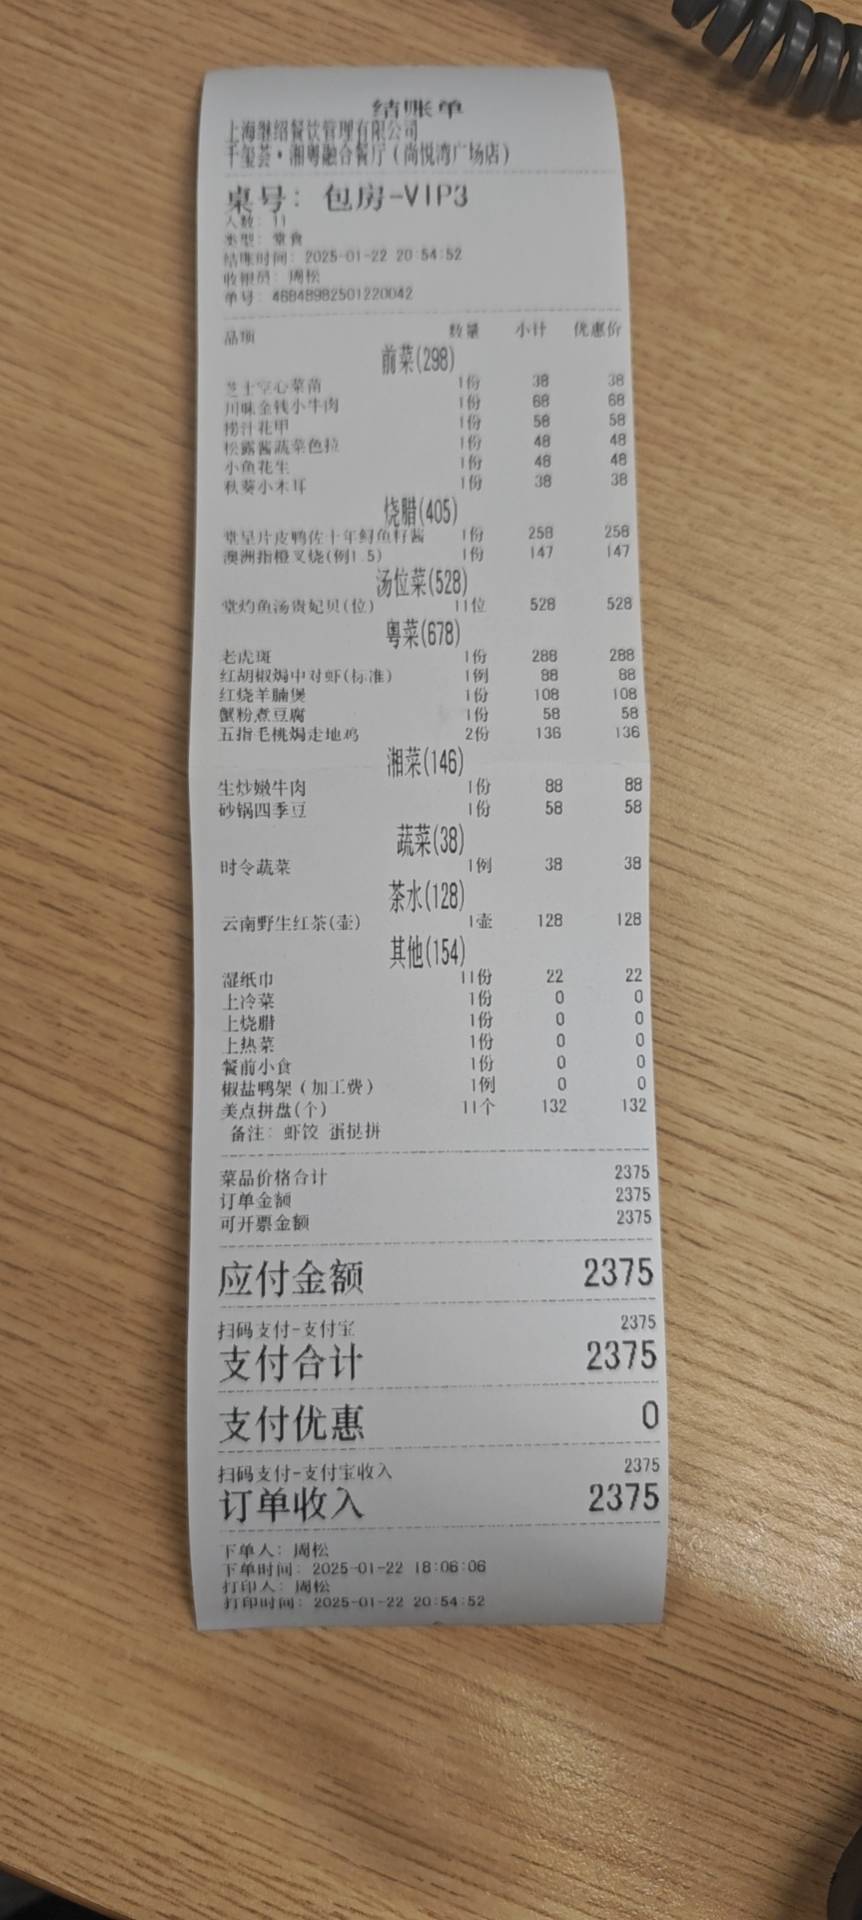 结账单
上海继绍餐饮管理有限公司
千玺荟·湘粤融合餐厅(尚悦湾广场店)
桌号: 包房-VIP3
人数: 11
类型: 堂食
结账时间: 2025-01-22 20:54:52
收银员: 周松
单号: 46848982501220042
品项 数量 小计 优惠价
前菜(298)
芝士空心菜苗 1份 38 38
川味金钱小牛肉 1份 68 68
捞汁花甲 1份 58 58
松露酱蔬菜色拉 1份 48 48
小鱼花生 1份 48 48
秋葵小木耳 1份 38 38
烧腊(405)
堂呈片皮鸭佐十年鲟鱼籽酱 1份 258 258
澳洲指橙叉烧(例1.5) 1份 147 147
汤位菜(528)
堂灼鱼汤贵妃贝(位) 11位 528 528
粤菜(678)
老虎斑 1份 288 288
红胡椒焗中对虾(标准) 1例 88 88
红烧羊腩煲 1份 108 108
蟹粉煮豆腐 1份 58 58
五指毛桃焗走地鸡 2份 136 136
湘菜(146)
生炒嫩牛肉 1份 88 88
砂锅四季豆 1份 58 58
蔬菜(38)
时令蔬菜 1例 38 38
茶水(128)
云南野生红茶(壶) 1壶 128 128
其他(154)
湿纸巾 11份 22 22
上冷菜 1份 0 0
上烧腊 1份 0 0
上热菜 1份 0 0
餐前小食 1份 0 0
椒盐鸭架(加工费) 1例 0 0
美点拼盘(个) 11个 132 132
备注: 虾饺 蛋挞拼
菜品价格合计 2375
订单金额 2375
可开票金额 2375
应付金额 2375
扫码支付-支付宝 2375
支付合计 2375
支付优惠 0
扫码支付-支付宝收入 2375
订单收入 2375
下单人: 周松
下单时间: 2025-01-22 18:06:06
打印人: 周松
打印时间: 2025-01-22 20:54:52